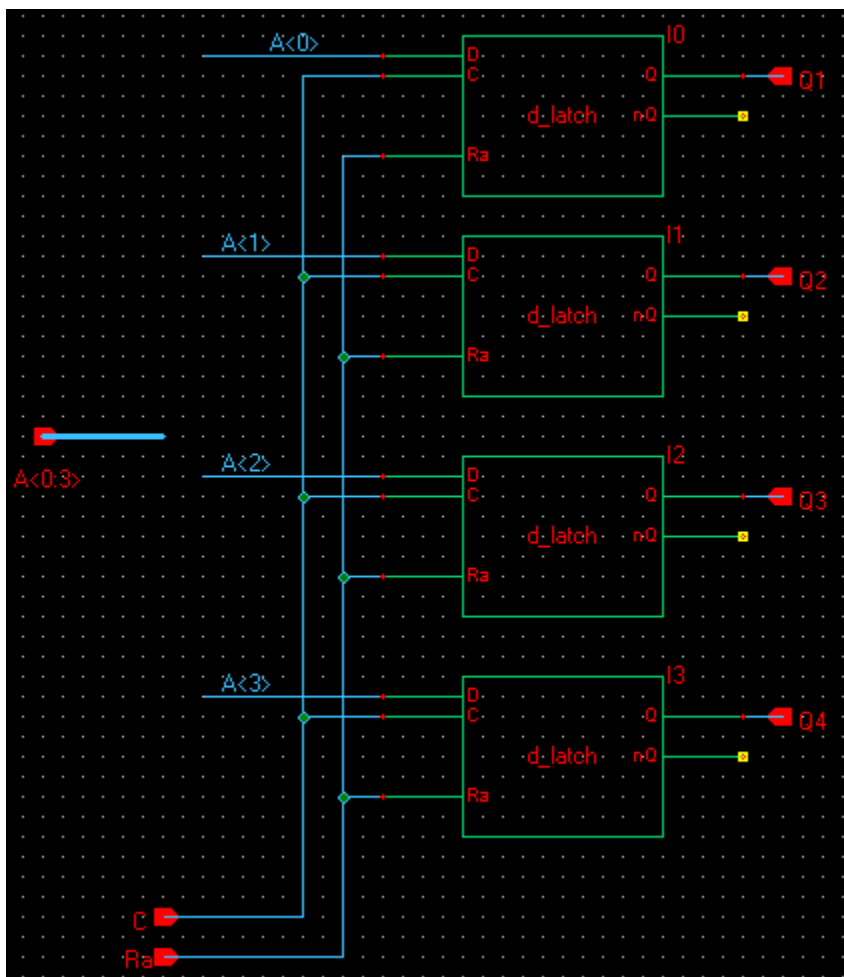 A<0>
I0
D
C
Q
Q1
d_latch
nQ
Ra
A<1>
I1
D
C
Q
Q2
d_latch
nQ
Ra
A<0:3>
A<2>
I2
D
C
Q
Q3
d_latch
nQ
Ra
A<3>
I3
D
C
Q
Q4
d_latch
nQ
Ra
C
Ra